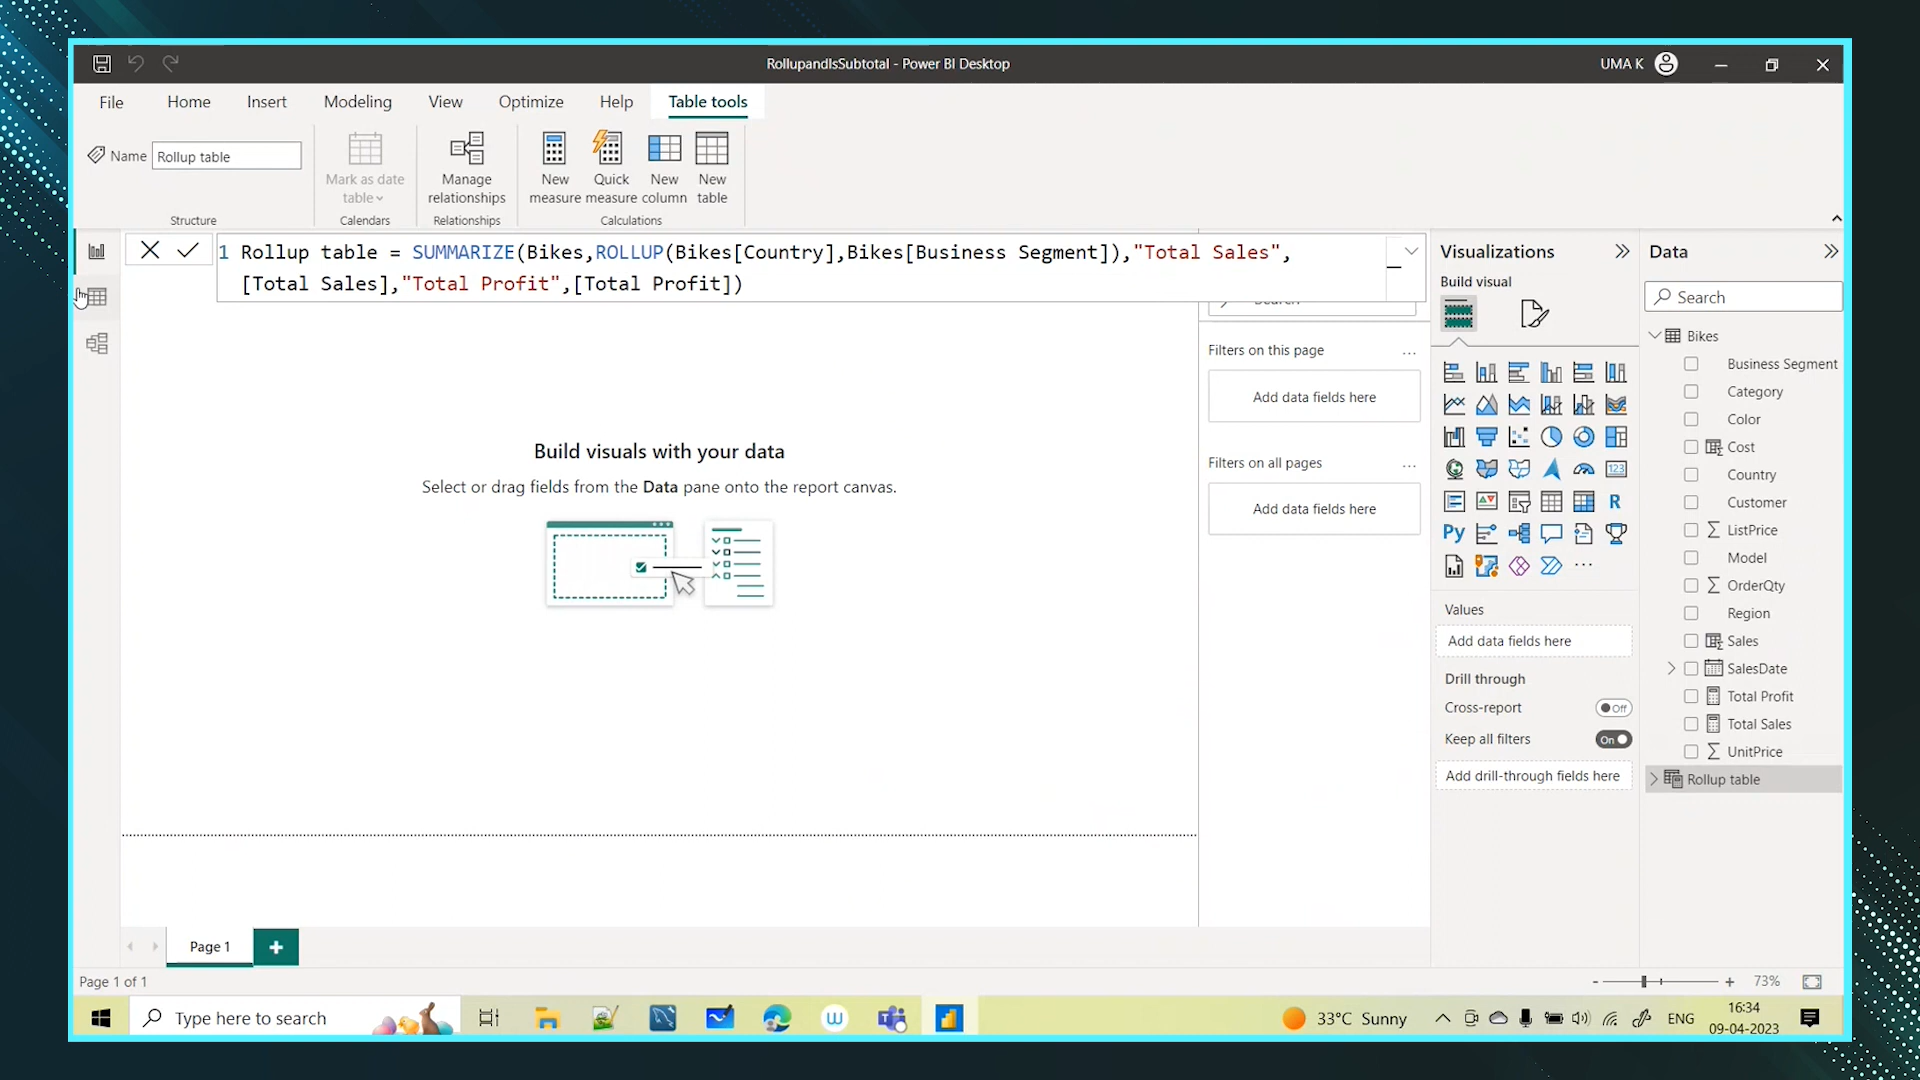 RollupandIsSubtotal - Power BI Desktop
UMA K
File
Home
Insert
Modeling
View
Optimize
Help
Table tools
Name
Rollup table
Mark as date
table
Manage
relationships
New
measure
Quick
measure
New
column
New
table
Structure
Calendars
Relationships
Calculations
1 Rollup table = SUMMARIZE(Bikes,ROLLUP(Bikes[Country],Bikes[Business Segment]),"Total Sales",
[Total Sales],"Total Profit",[Total Profit])
Build visuals with your data
Select or drag fields from the Data pane onto the report canvas.
Filters on this page
...
Add data fields here
Filters on all pages
...
Add data fields here
Visualizations
Build visual
123
R
Py
...
Values
Add data fields here
Drill through
Cross-report
Off
Keep all filters
On
Add drill-through fields here
Data
Search
Bikes
Business Segment
Category
Color
Cost
Country
Customer
ListPrice
Model
OrderQty
Region
Sales
SalesDate
Total Profit
Total Sales
UnitPrice
Rollup table
Page 1
Page 1 of 1
73%
Type here to search
33°C Sunny
ENG
16:34
09-04-2023